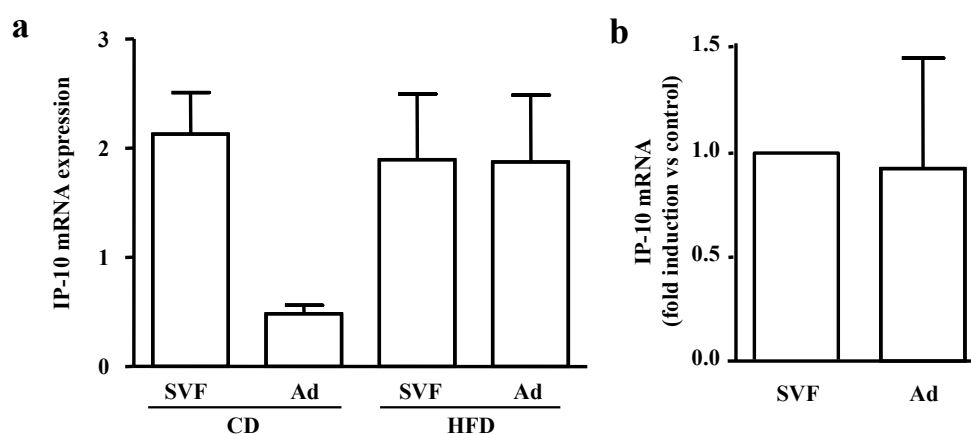 a
IP-10 mRNA expression
3
2
1
0
SVF Ad SVF Ad
CD HFD
b
IP-10 mRNA
(fold induction vs control)
1.5
1.0
0.5
0.0
SVF Ad